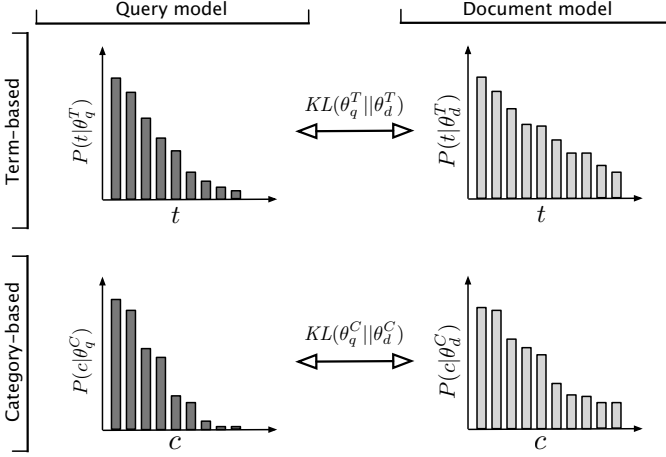 Query model
Document model
Term-based
P(t|θ_q^T)
t
KL(θ_q^T||θ_d^T)
P(t|θ_d^T)
t
Category-based
P(c|θ_q^C)
c
KL(θ_q^C||θ_d^C)
P(c|θ_d^C)
c